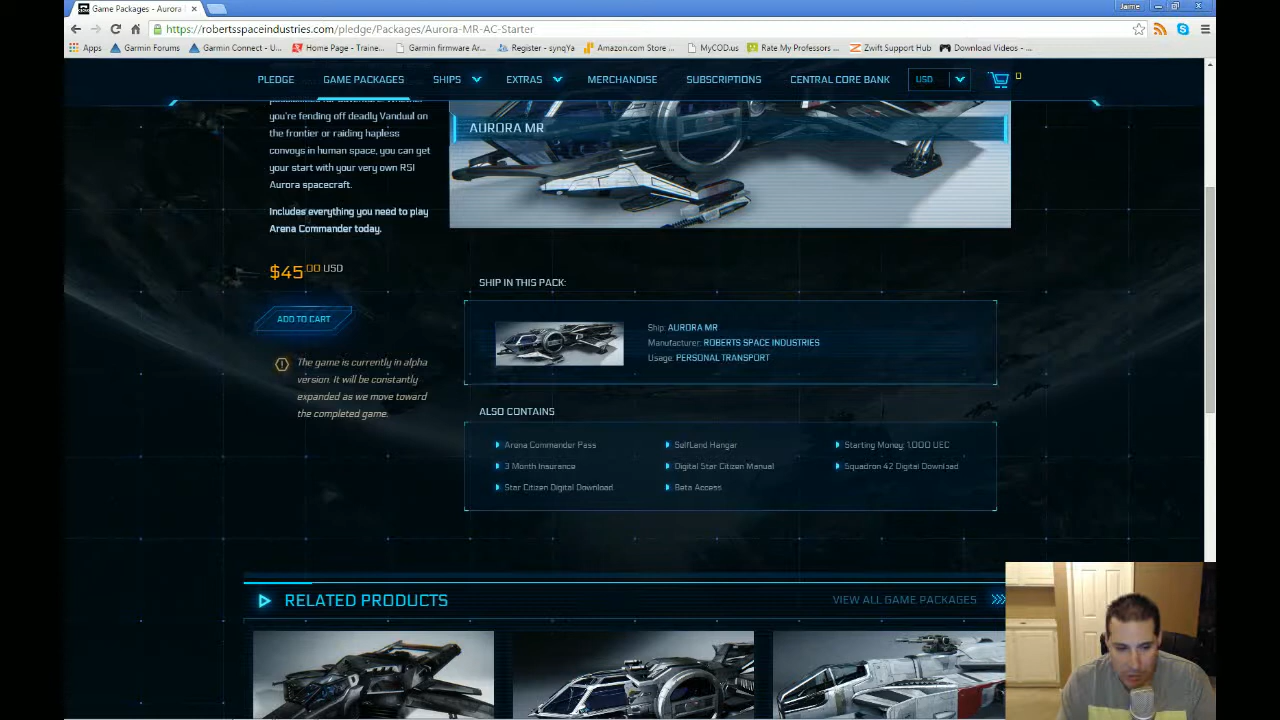 Game Packages - Aurora
Jaime
https://robertsspaceindustries.com/pledge/Packages/Aurora-MR-AC-Starter
Apps
Garmin Forums
Garmin Connect - U...
Home Page - Traine...
Garmin firmware Ar...
Register - synqYa
Amazon.com Store ...
MyCOD.us
Rate My Professors ...
Zwift Support Hub
Download Videos - ...
PLEDGE
GAME PACKAGES
SHIPS
EXTRAS
MERCHANDISE
SUBSCRIPTIONS
CENTRAL CORE BANK
USD
0
you're fending off deadly Vanduul on
the frontier or raiding hapless
convoys in human space, you can get
your start with your very own RSI
Aurora spacecraft.
Includes everything you need to play
Arena Commander today.
$45.00 USD
ADD TO CART
The game is currently in alpha
version. It will be constantly
expanded as we move toward
the completed game.
AURORA MR
SHIP IN THIS PACK:
Ship: AURORA MR
Manufacturer: ROBERTS SPACE INDUSTRIES
Usage: PERSONAL TRANSPORT
ALSO CONTAINS
Arena Commander Pass
SelfLand Hangar
Starting Money: 1,000 UEC
3 Month Insurance
Digital Star Citizen Manual
Squadron 42 Digital Download
Star Citizen Digital Download
Beta Access
RELATED PRODUCTS
VIEW ALL GAME PACKAGES